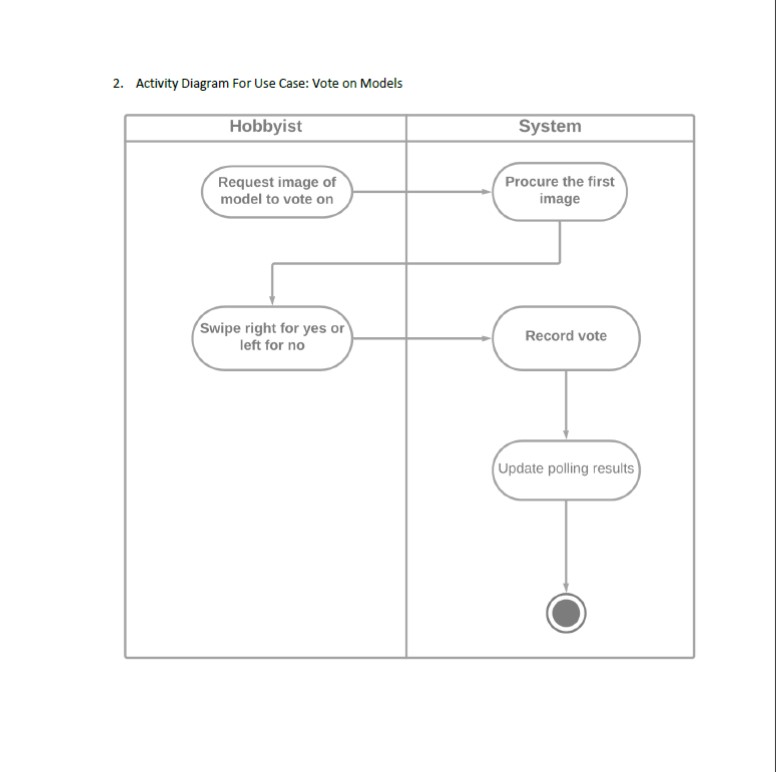 2. Activity Diagram For Use Case: Vote on Models
Hobbyist
System
Request image of
model to vote on
Procure the first
image
Swipe right for yes or
left for no
Record vote
Update polling results